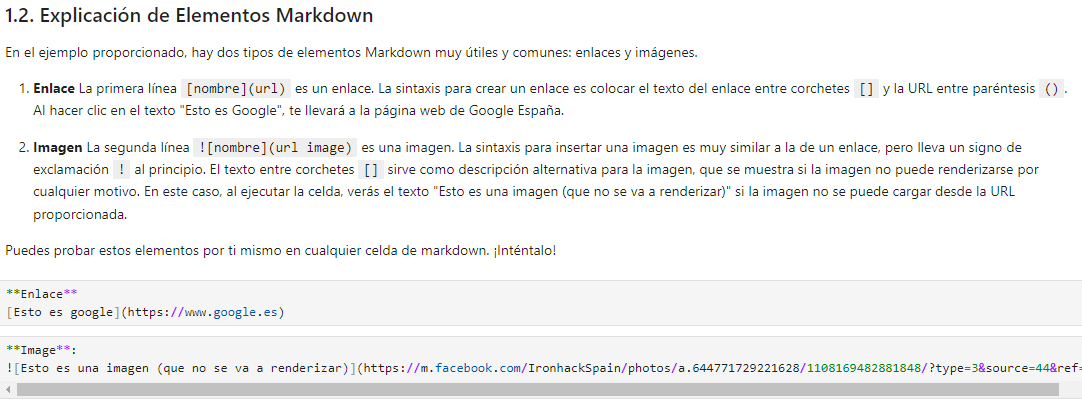 1.2. Explicación de Elementos Markdown
En el ejemplo proporcionado, hay dos tipos de elementos Markdown muy útiles y comunes: enlaces y imágenes.
1. Enlace La primera línea [nombre](url) es un enlace. La sintaxis para crear un enlace es colocar el texto del enlace entre corchetes [] y la URL entre paréntesis () .
Al hacer clic en el texto "Esto es Google", te llevará a la página web de Google España.
2. Imagen La segunda línea ![nombre](url image) es una imagen. La sintaxis para insertar una imagen es muy similar a la de un enlace, pero lleva un signo de
exclamación ! al principio. El texto entre corchetes [] sirve como descripción alternativa para la imagen, que se muestra si la imagen no puede renderizarse por
cualquier motivo. En este caso, al ejecutar la celda, verás el texto "Esto es una imagen (que no se va a renderizar)" si la imagen no se puede cargar desde la URL
proporcionada.
Puedes probar estos elementos por ti mismo en cualquier celda de markdown. ¡Inténtalo!
**Enlace**
[Esto es google](https://www.google.es)
**Image**:
![Esto es una imagen (que no se va a renderizar)](https://m.facebook.com/IronhackSpain/photos/a.644771729221628/1108169482881848/?type=3&source=44&ref=